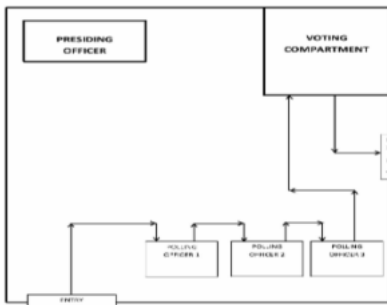 PRESIDING
OFFICER
VOTING
COMPARTMENT
POLLING
OFFICER 1
POLLING
OFFICER 2
POLLING
OFFICER 3
ENTRY